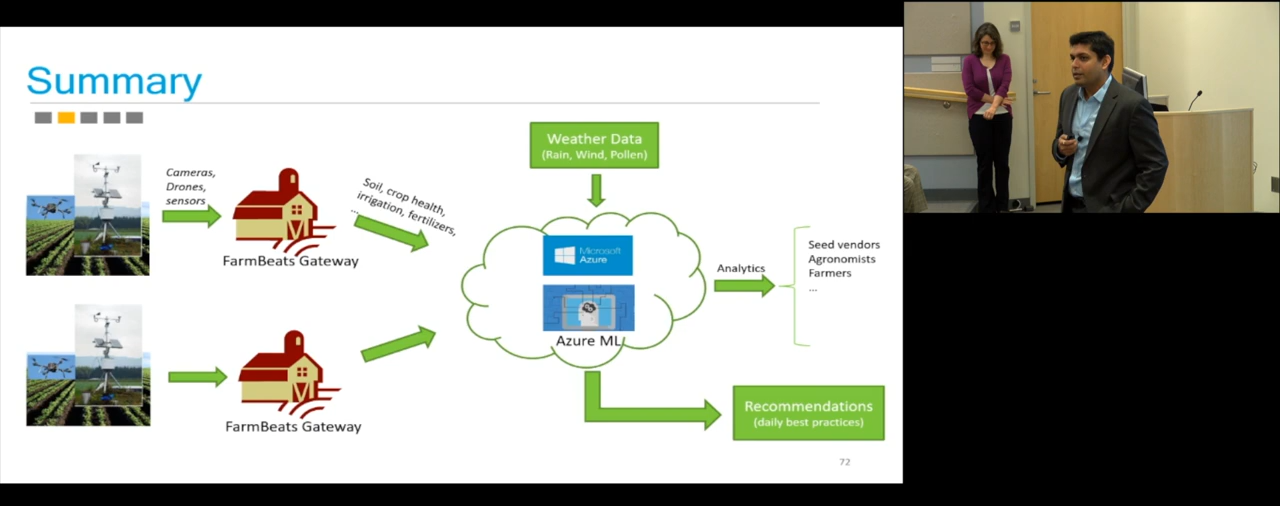 Summary
Cameras,
Drones,
sensors
FarmBeats Gateway
Soil, crop health,
irrigation, fertilizers,
...
Weather Data
(Rain, Wind, Pollen)
Microsoft
Azure
Azure ML
Analytics
Seed vendors
Agronomists
Farmers
...
FarmBeats Gateway
Recommendations
(daily best practices)
72